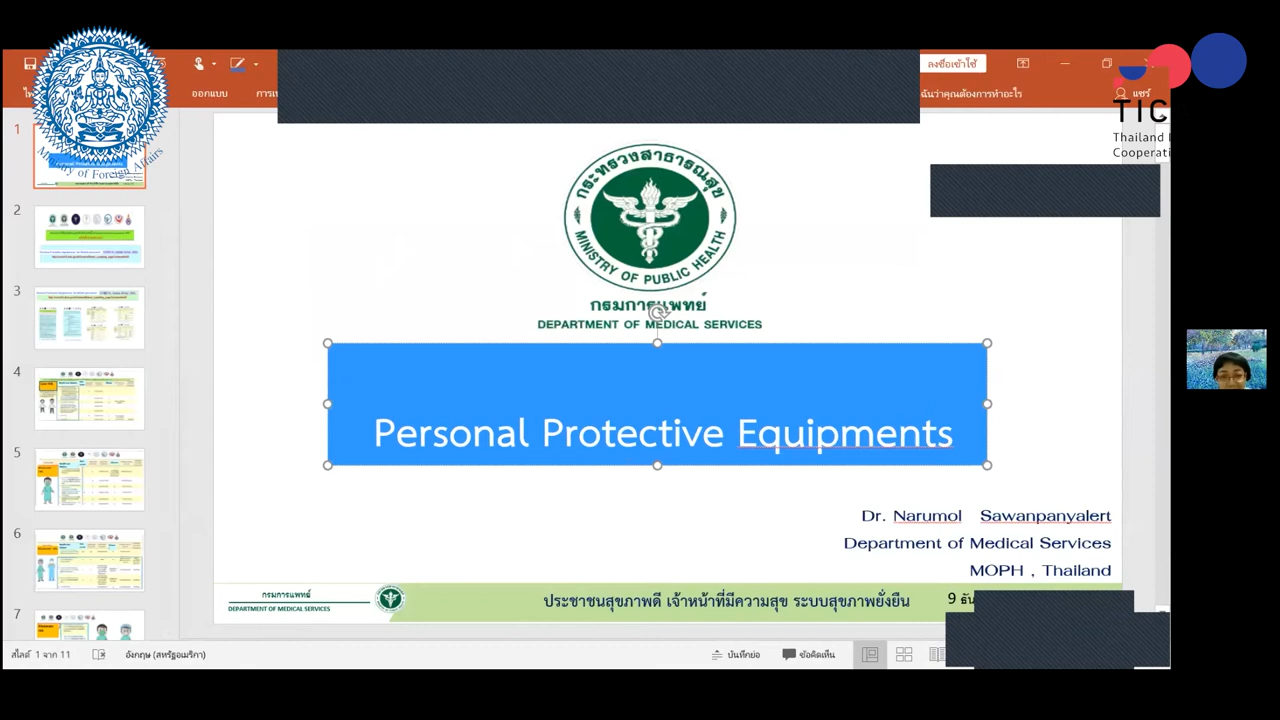 ลงชื่อเข้าใช้
ออกแบบ
ฉันว่าคุณต้องการทำอะไร
แชร์
Ministry of Foreign Affairs
TIC
Thailand I
Cooperati
1
2
3
4
5
6
7
กระทรวงสาธารณสุข
MINISTRY OF PUBLIC HEALTH
กรมการแพทย์
DEPARTMENT OF MEDICAL SERVICES
Personal Protective Equipments
Dr. Narumol Sawanpanyalert
Department of Medical Services
MOPH , Thailand
กรมการแพทย์
DEPARTMENT OF MEDICAL SERVICES
ประชาชนสุขภาพดี เจ้าหน้าที่มีความสุข ระบบสุขภาพยั่งยืน
9 ธัน
สไลด์ 1 จาก 11
อังกฤษ (สหรัฐอเมริกา)
บันทึกย่อ
ข้อคิดเห็น